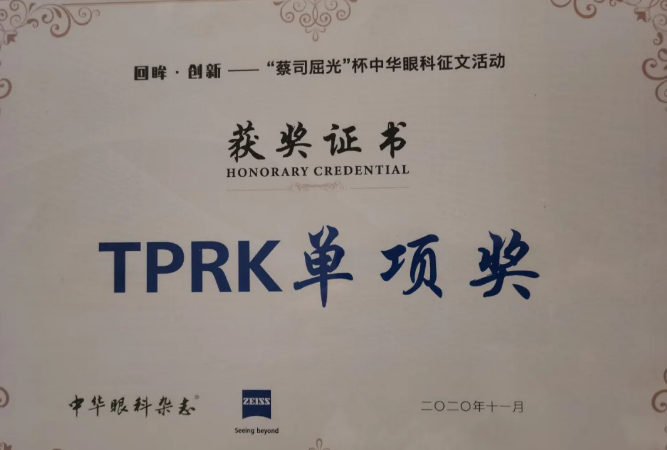 回眸·创新——“蔡司屈光”杯中华眼科征文活动
获奖证书
HONORARY CREDENTIAL
TPRK单项奖
中华眼科杂志®
ZEISS
Seeing beyond
二〇二〇年十一月